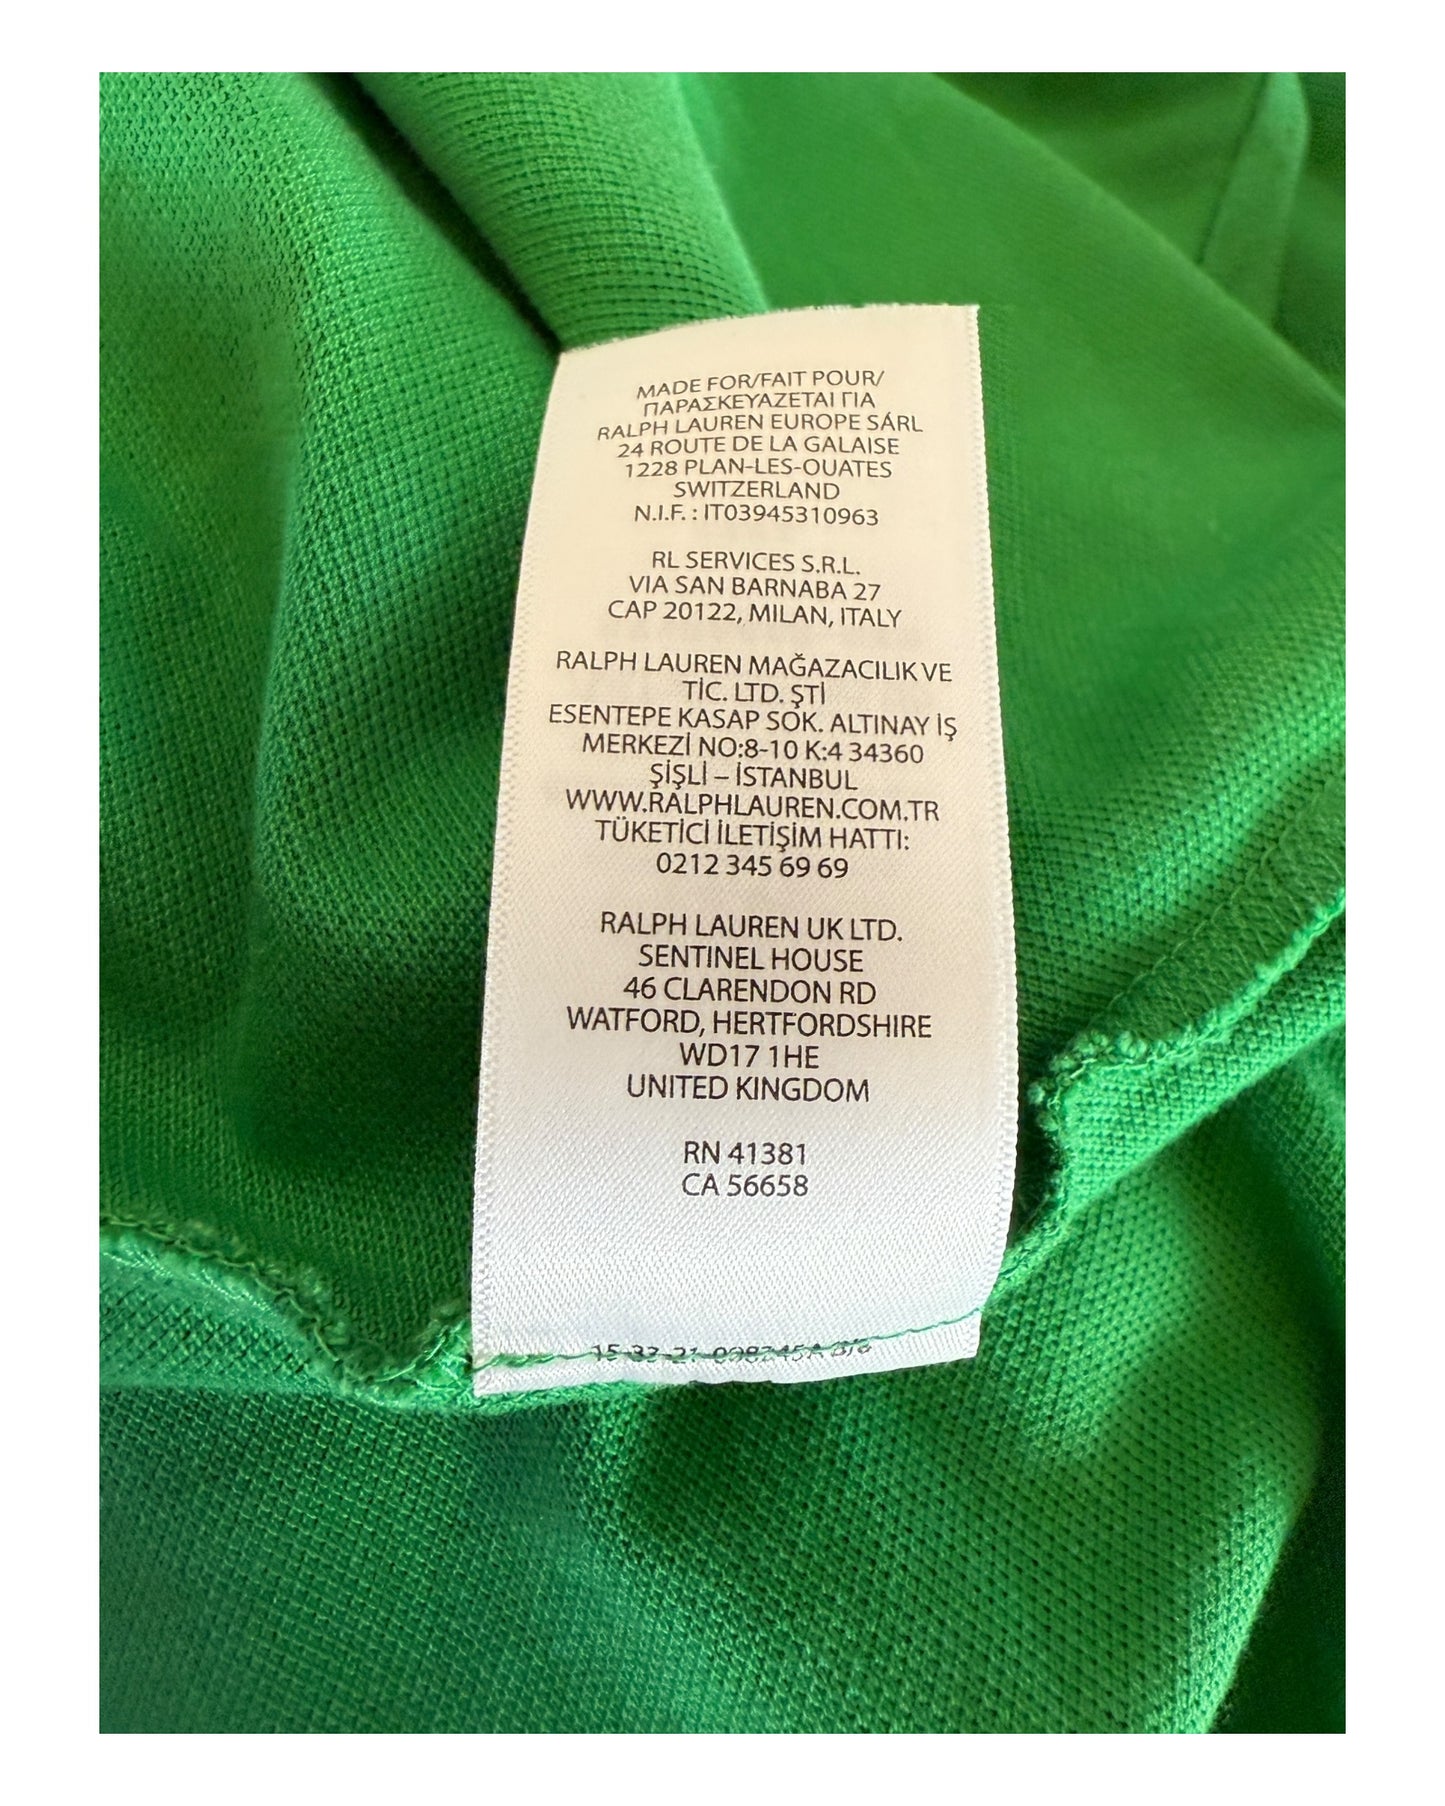 MADE FOR/FAIT POUR/
ΠΑΡΑΣΚΕΥΑΖΕΤΑΙ ΓΙΑ
RALPH LAUREN EUROPE SÁRL
24 ROUTE DE LA GALAISE
1228 PLAN-LES-OUATES
SWITZERLAND
N.I.F. : IT03945310963
RL SERVICES S.R.L.
VIA SAN BARNABA 27
CAP 20122, MILAN, ITALY
RALPH LAUREN MAĞAZACILIK VE
TİC. LTD. ŞTİ
ESENTEPE KASAP SOK. ALTINAY İŞ
MERKEZİ NO:8-10 K:4 34360
ŞİŞLİ – İSTANBUL
WWW.RALPHLAUREN.COM.TR
TÜKETİCİ İLETİŞİM HATTI:
0212 345 69 69
RALPH LAUREN UK LTD.
SENTINEL HOUSE
46 CLARENDON RD
WATFORD, HERTFORDSHIRE
WD17 1HE
UNITED KINGDOM
RN 41381
CA 56658